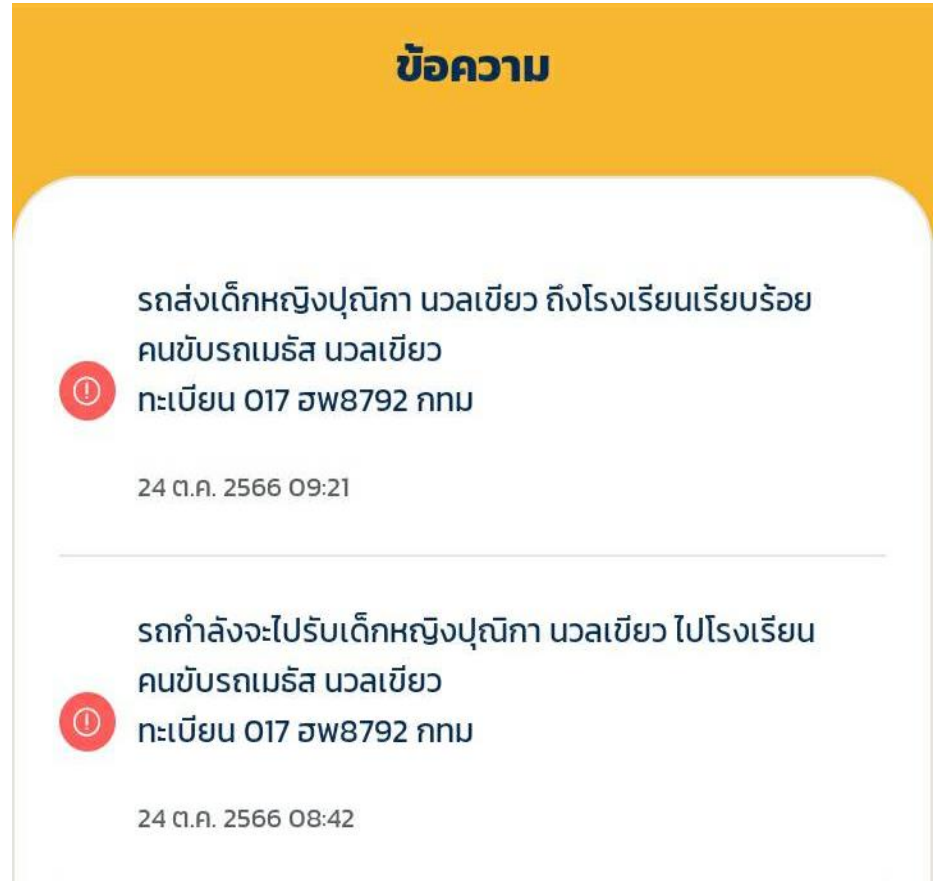 ข้อความ
รถส่งเด็กหญิงปุณิกา นวลเขียว ถึงโรงเรียนเรียบร้อย
คนขับรถเมธัส นวลเขียว
ทะเบียน 017 ฮพ8792 กทม
24 ต.ค. 2566 09:21
รถกำลังจะไปรับเด็กหญิงปุณิกา นวลเขียว ไปโรงเรียน
คนขับรถเมธัส นวลเขียว
ทะเบียน 017 ฮพ8792 กทม
24 ต.ค. 2566 08:42